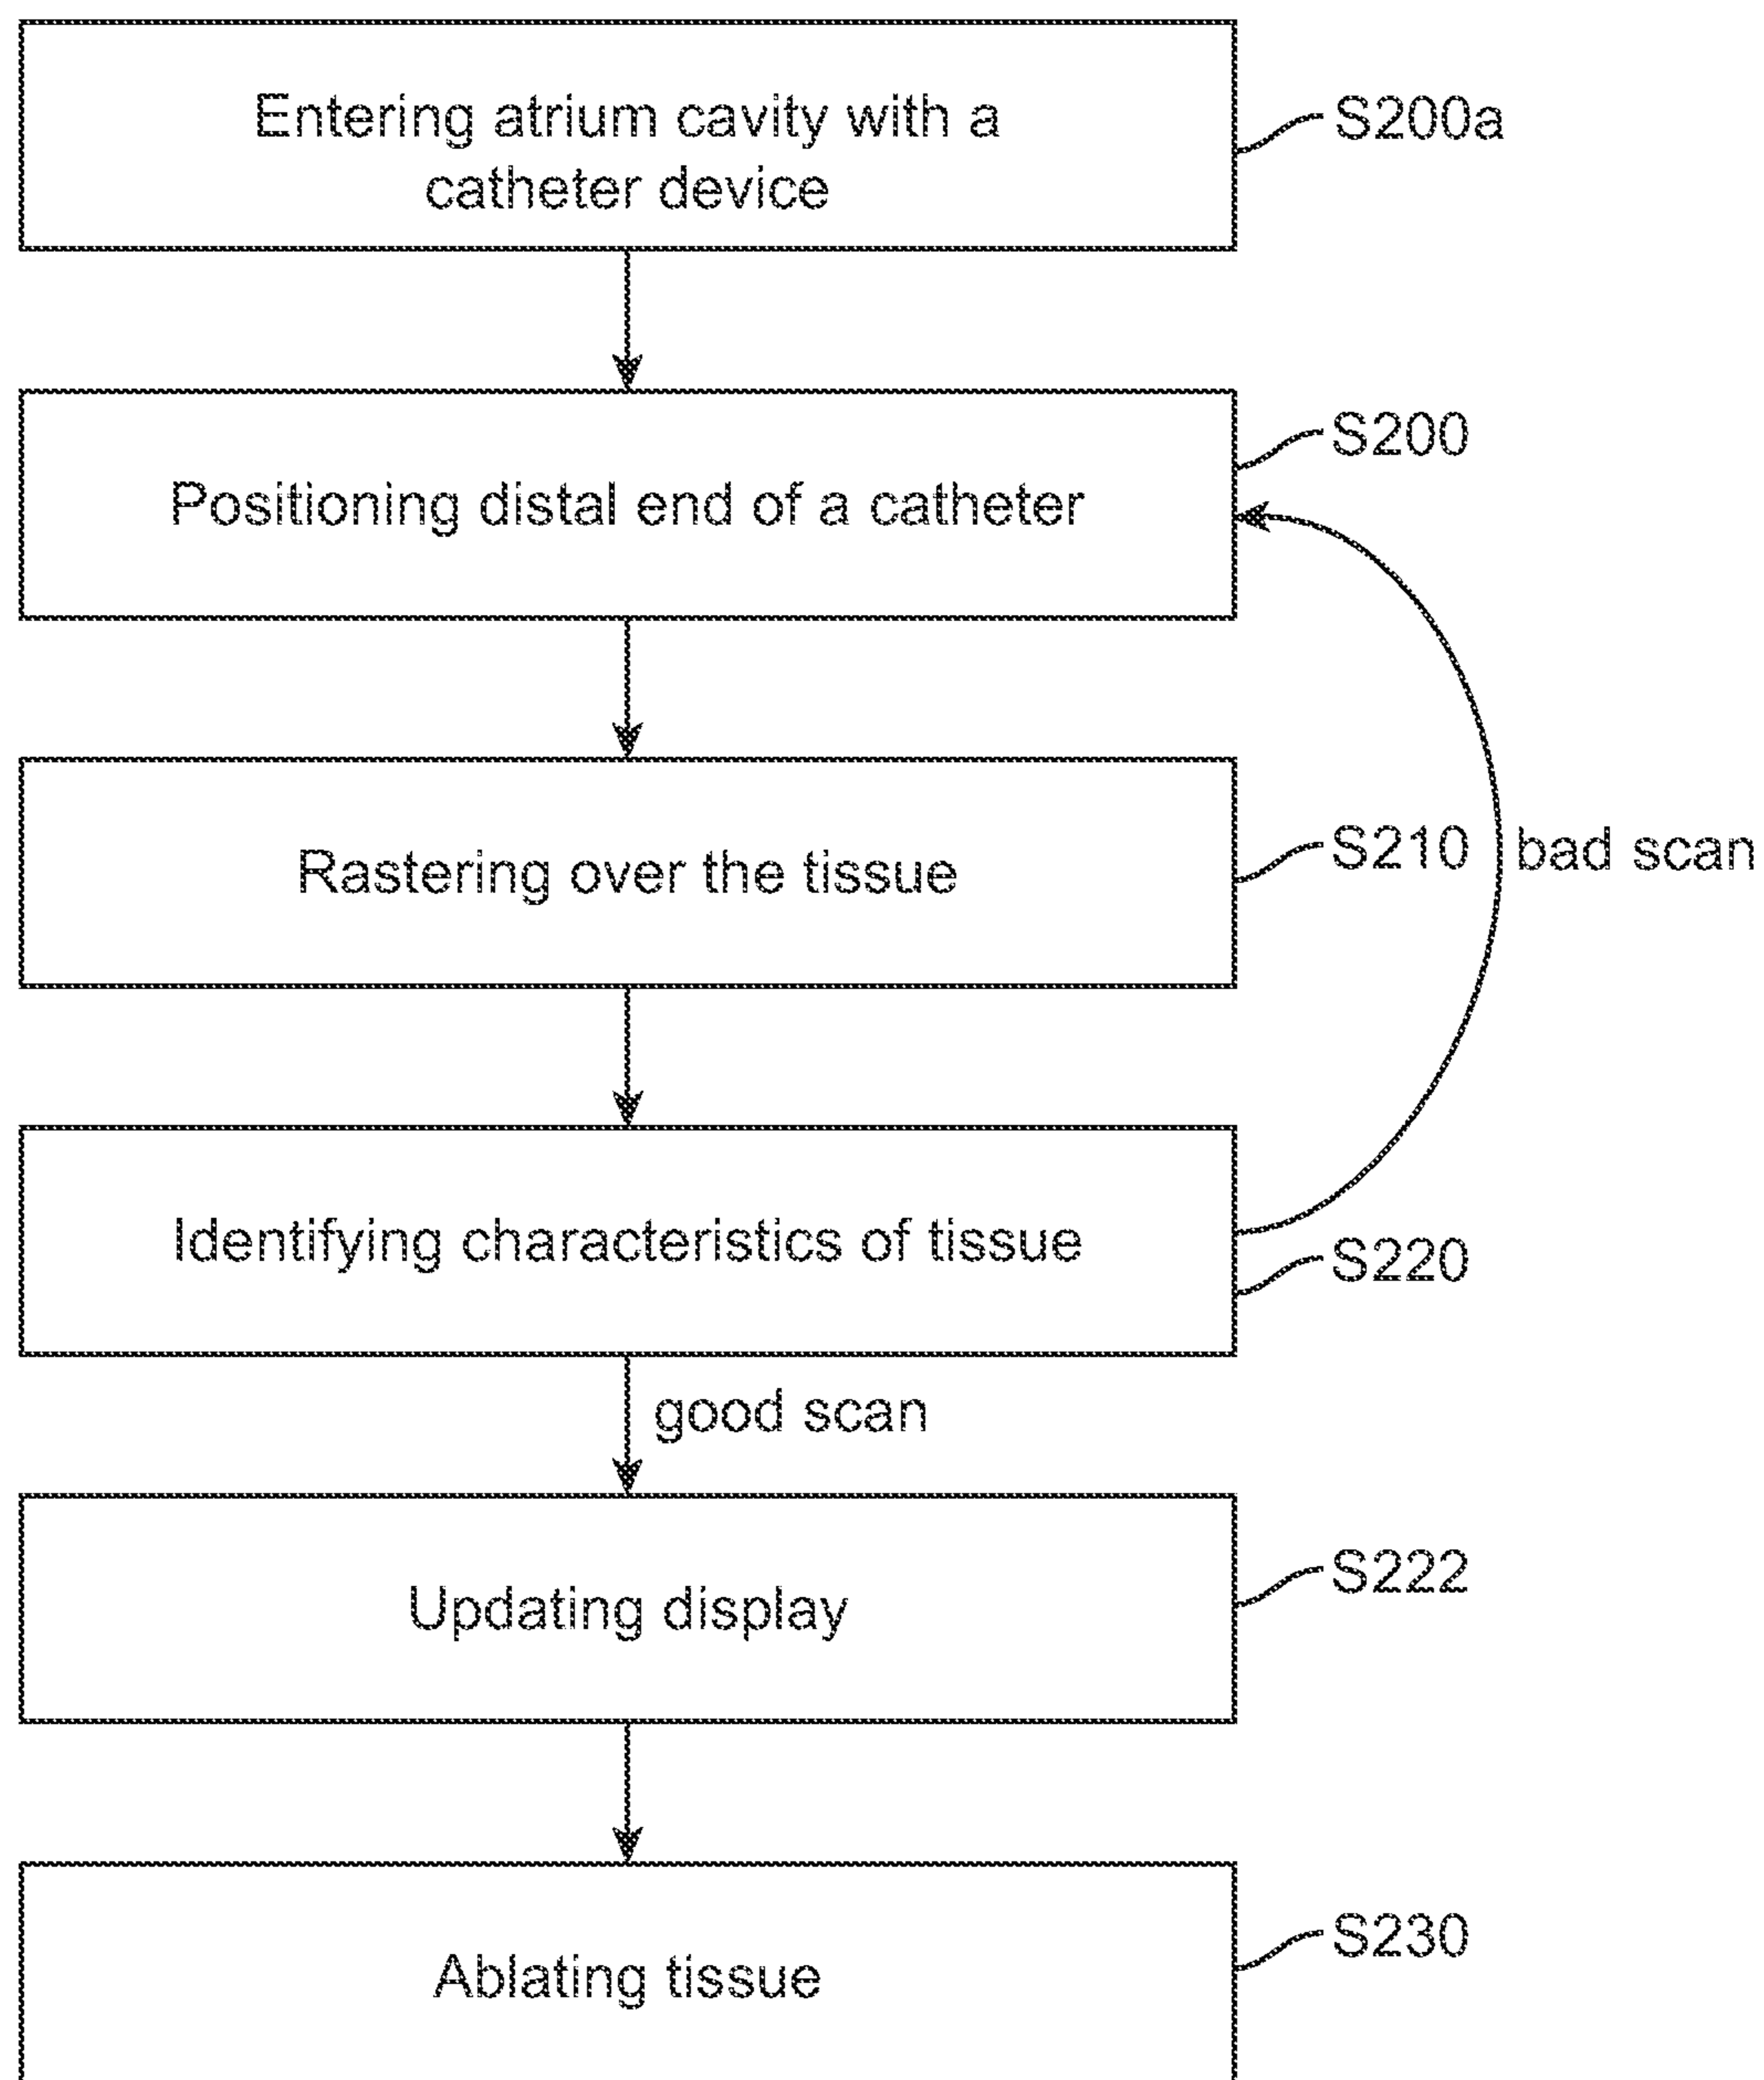 Entering atrium cavity with a
catheter device
S200a
Positioning distal end of a catheter
S200
Rastering over the tissue
S210
bad scan
Identifying characteristics of tissue
S220
good scan
Updating display
S222
Ablating tissue
S230